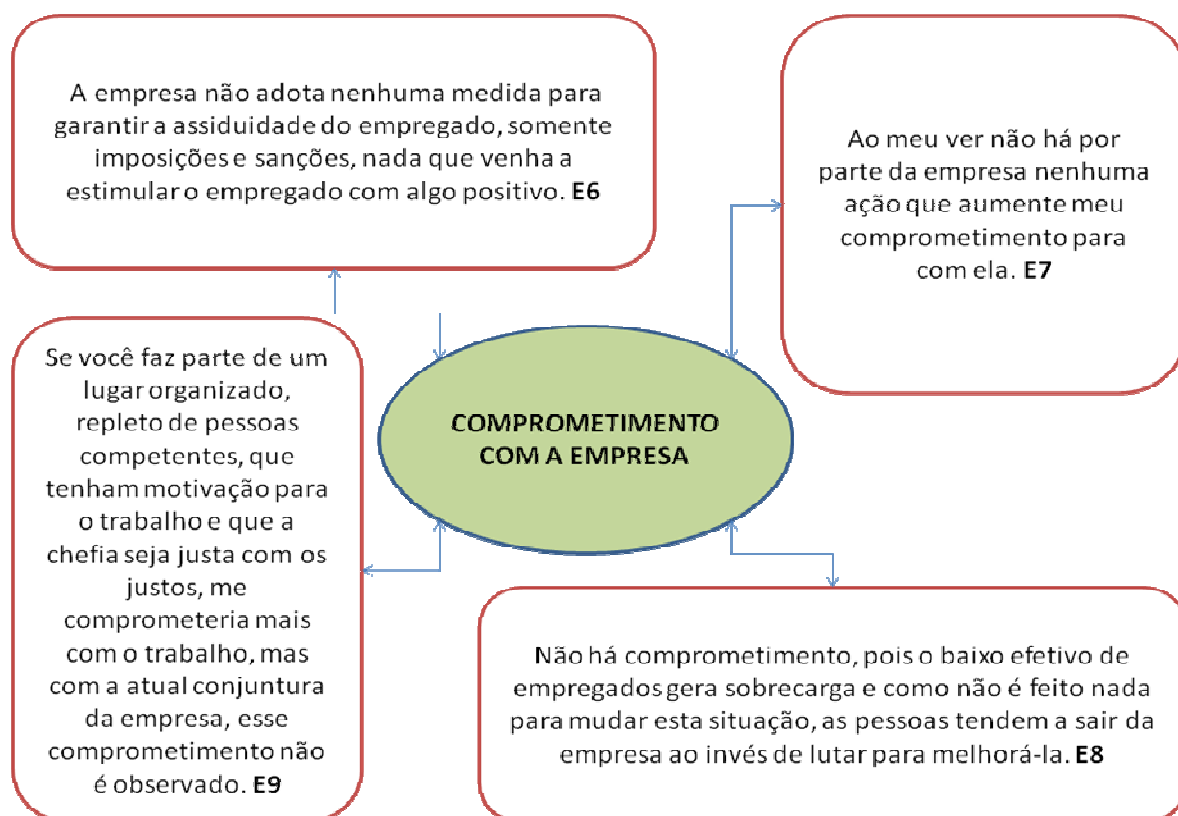 A empresa não adota nenhuma medida para
garantir a assiduidade do empregado, somente
imposições e sanções, nada que venha a
estimular o empregado com algo positivo. E6
Ao meu ver não há por
parte da empresa nenhuma
ação que aumente meu
comprometimento para
com ela. E7
COMPROMETIMENTO
COM A EMPRESA
Se você faz parte de um
lugar organizado,
repleto de pessoas
competentes, que
tenham motivação para
o trabalho e que a
chefia seja justa com os
justos, me
comprometeria mais
com o trabalho, mas
com a atual conjuntura
da empresa, esse
comprometimento não
é observado. E9
Não há comprometimento, pois o baixo efetivo de
empregados gera sobrecarga e como não é feito nada
para mudar esta situação, as pessoas tendem a sair da
empresa ao invés de lutar para melhorá-la. E8